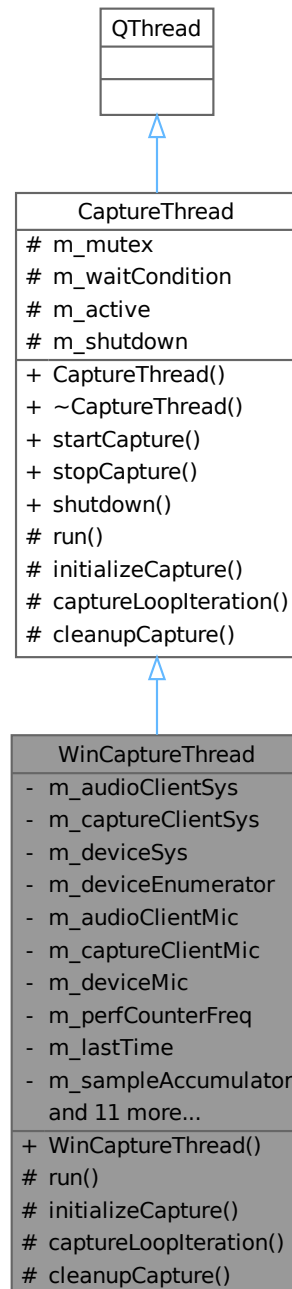 QThread
CaptureThread
# m_mutex
# m_waitCondition
# m_active
# m_shutdown
+ CaptureThread()
+ ~CaptureThread()
+ startCapture()
+ stopCapture()
+ shutdown()
# run()
# initializeCapture()
# captureLoopIteration()
# cleanupCapture()
WinCaptureThread
- m_audioClientSys
- m_captureClientSys
- m_deviceSys
- m_deviceEnumerator
- m_audioClientMic
- m_captureClientMic
- m_deviceMic
- m_perfCounterFreq
- m_lastTime
- m_sampleAccumulator
and 11 more...
+ WinCaptureThread()
# run()
# initializeCapture()
# captureLoopIteration()
# cleanupCapture()